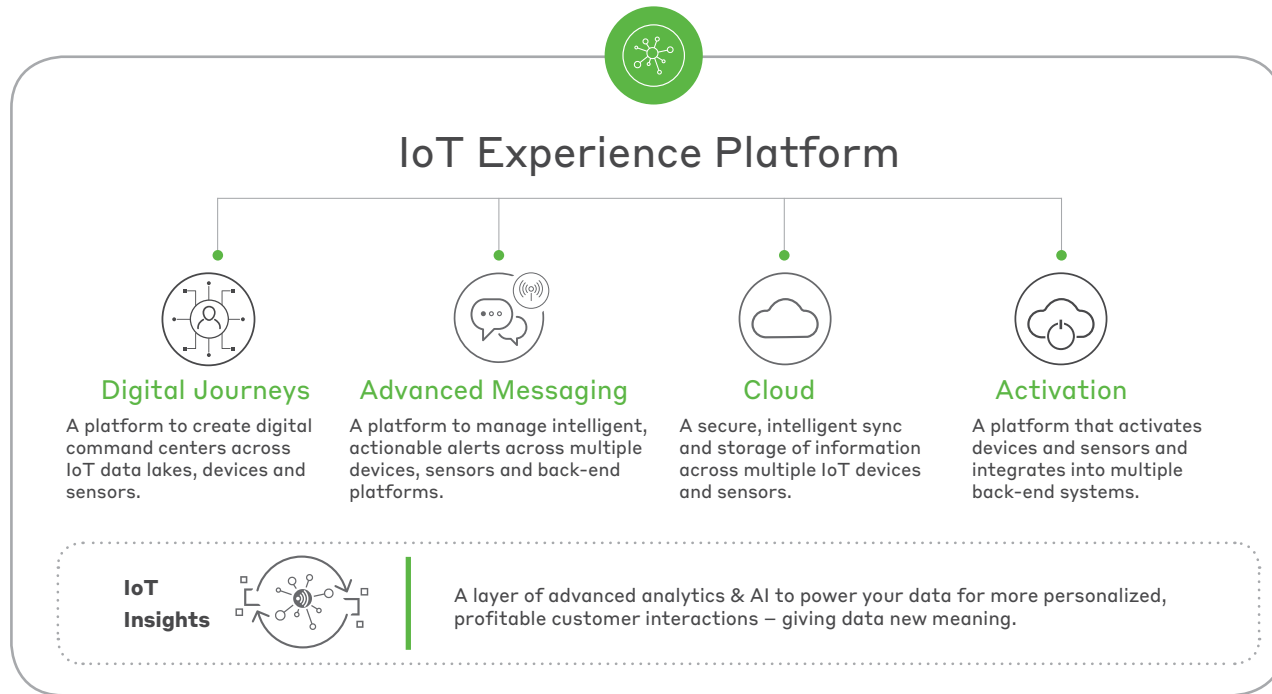 IoT Experience Platform
Digital Journeys
A platform to create digital
command centers across
IoT data lakes, devices and
sensors.
Advanced Messaging
A platform to manage intelligent,
actionable alerts across multiple
devices, sensors and back-end
platforms.
Cloud
A secure, intelligent sync
and storage of information
across multiple IoT devices
and sensors.
Activation
A platform that activates
devices and sensors and
integrates into multiple
back-end systems.
IoT
Insights
A layer of advanced analytics & AI to power your data for more personalized,
profitable customer interactions – giving data new meaning.